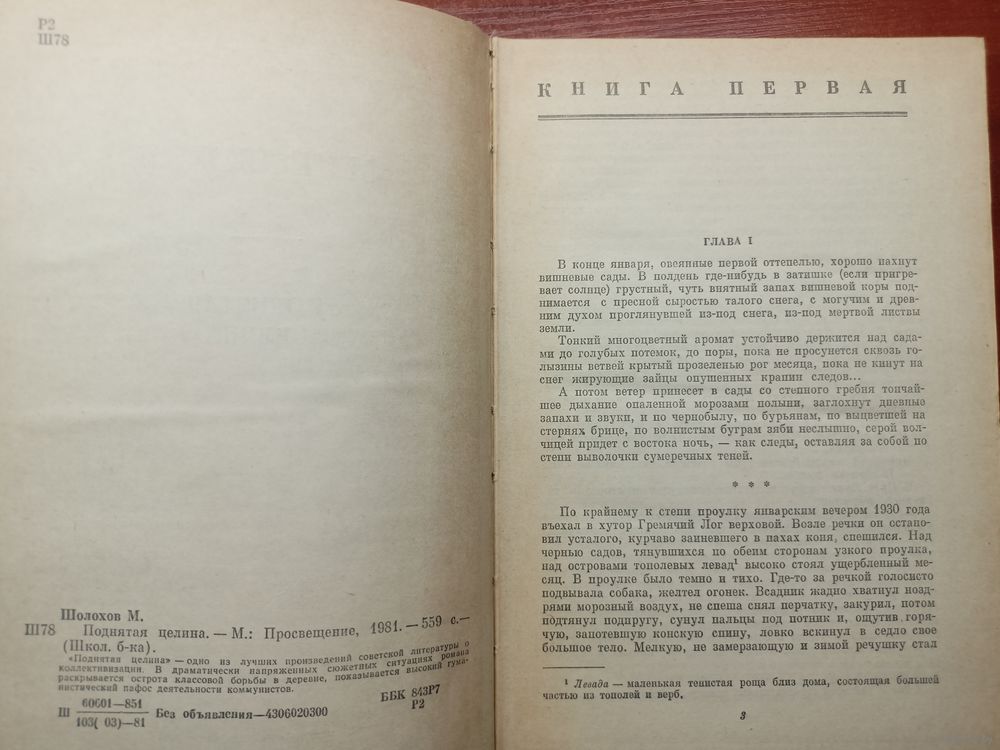 Р2
Ш78
Шолохов М.
Ш78 Поднятая целина. — М.: Просвещение, 1981. — 559 с.—
(Школ. б-ка).
«Поднятая целина» — одно из лучших произведений советской литературы о
коллективизации. В драматически напряженных сюжетных ситуациях романа
раскрывается острота классовой борьбы в деревне, показывается высокий гума-
нистический пафос деятельности коммунистов.
Ш 60601—851
103( 03)—81 Без объявления—4306020300
ББК 843Р7
Р2
КНИГА ПЕРВАЯ
ГЛАВА I
В конце января, овеянные первой оттепелью, хорошо пахнут
вишневые сады. В полдень где-нибудь в затишке (если пригре-
вает солнце) грустный, чуть внятный запах вишневой коры под-
нимается с пресной сыростью талого снега, с могучим и древ-
ним духом проглянувшей из-под снега, из-под мертвой листвы
земли.
Тонкий многоцветный аромат устойчиво держится над сада-
ми до голубых потемок, до поры, пока не просунется сквозь го-
лызины ветвей крытый прозеленью рог месяца, пока не кинут на
снег жирующие зайцы опушенных крапин следов...
А потом ветер принесет в сады со степного гребня тончай-
шее дыхание опаленной морозами полыни, заглохнут дневные
запахи и звуки, и по чернобылу, по бурьянам, по выцветшей на
стернях брице, по волнистым буграм зяби неслышно, серой вол-
чицей придет с востока ночь, — как следы, оставляя за собой по
степи выволочки сумеречных теней.
* * *
По крайнему к степи проулку январским вечером 1930 года
въехал в хутор Гремячий Лог верховой. Возле речки он остано-
вил усталого, курчаво заиневшего в пахах коня, спешился. Над
чернью садов, тянувшихся по обеим сторонам узкого проулка,
над островами тополевых левад¹ высоко стоял ущербленный ме-
сяц. В проулке было темно и тихо. Где-то за речкой голосисто
подвывала собака, желтел огонек. Всадник жадно хватнул нозд-
рями морозный воздух, не спеша снял перчатку, закурил, потом
подтянул подпругу, сунул пальцы под потник и, ощутив горя-
чую, запотевшую конскую спину, ловко вскинул в седло свое
большое тело. Мелкую, не замерзающую и зимой речушку стал
¹ Левада — маленькая тенистая роща близ дома, состоящая большей
частью из тополей и верб,
3